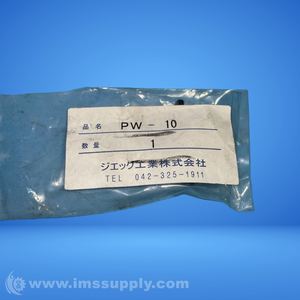 品名 PW - 10
数量 1
ジエック工業株式会社
TEL 042-325-1911
© www.imssupply.com